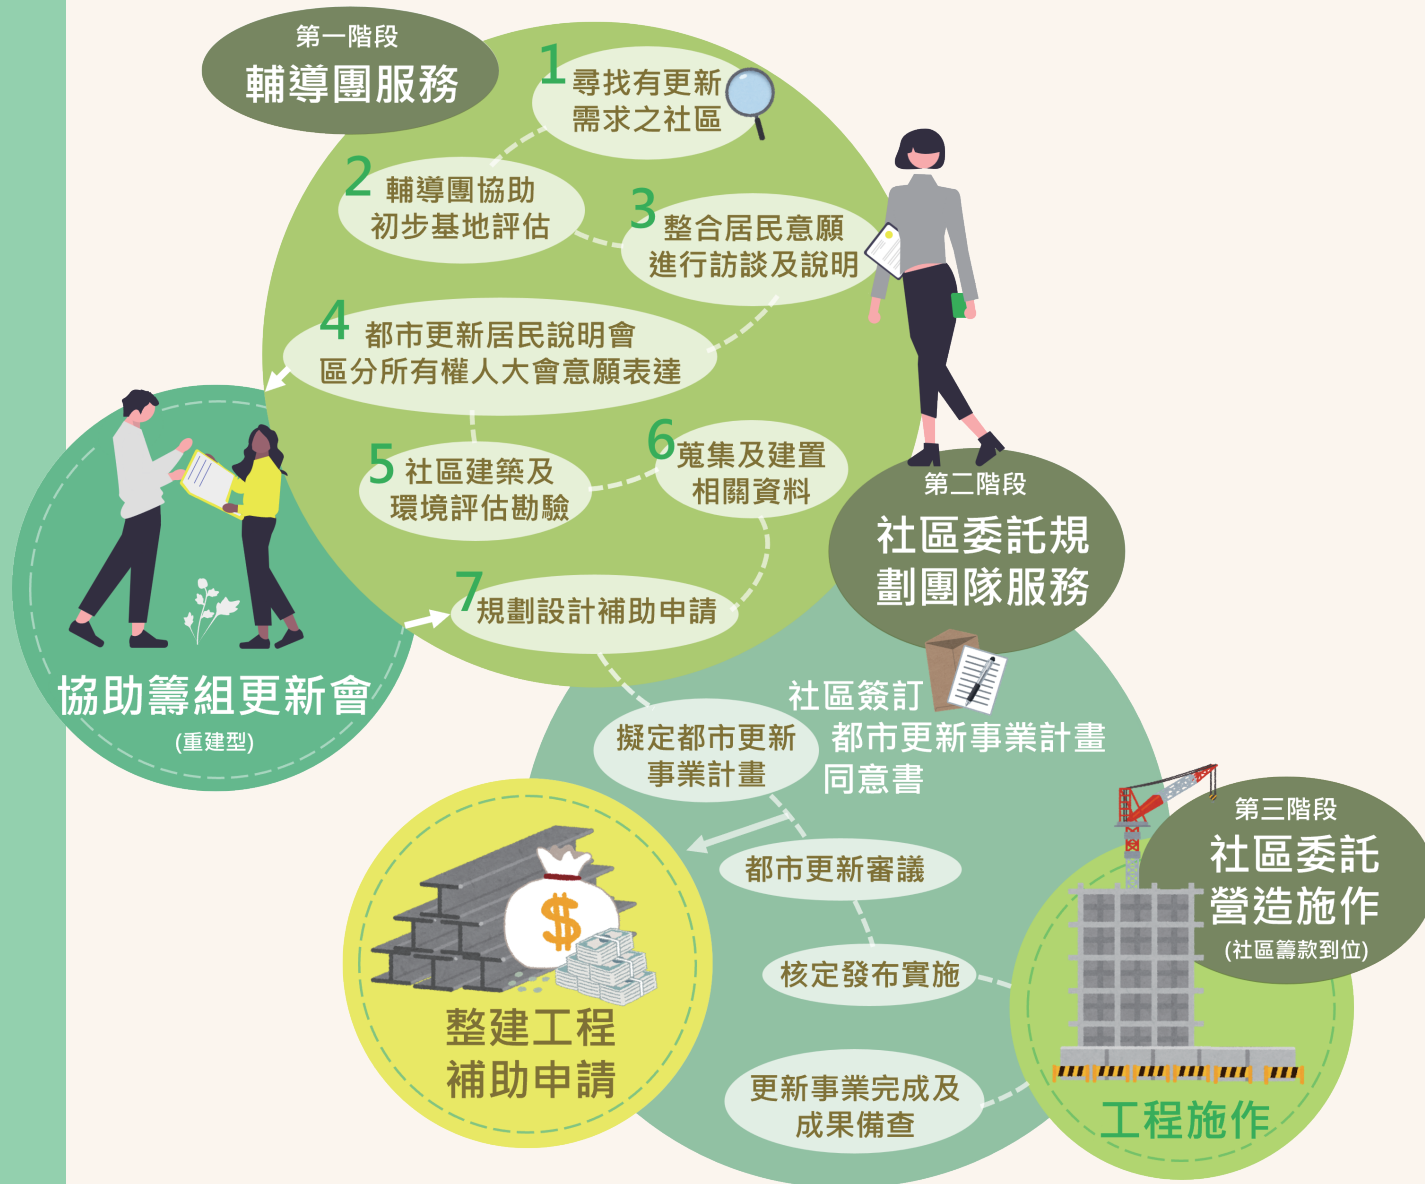 第一階段
輔導團服務
1
尋找有更新
需求之社區
2
輔導團協助
初步基地評估
3
整合居民意願
進行訪談及說明
4
都市更新居民說明會
區分所有權人大會意願表達
5
社區建築及
環境評估勘驗
6
蒐集及建置
相關資料
7
規劃設計補助申請
協助籌組更新會
(重建型)
第二階段
社區委託規
劃團隊服務
社區簽訂
都市更新事業計畫
同意書
擬定都市更新
事業計畫
都市更新審議
核定發布實施
更新事業完成及
成果備查
$
整建工程
補助申請
第三階段
社區委託
營造施作
(社區籌款到位)
工程施作